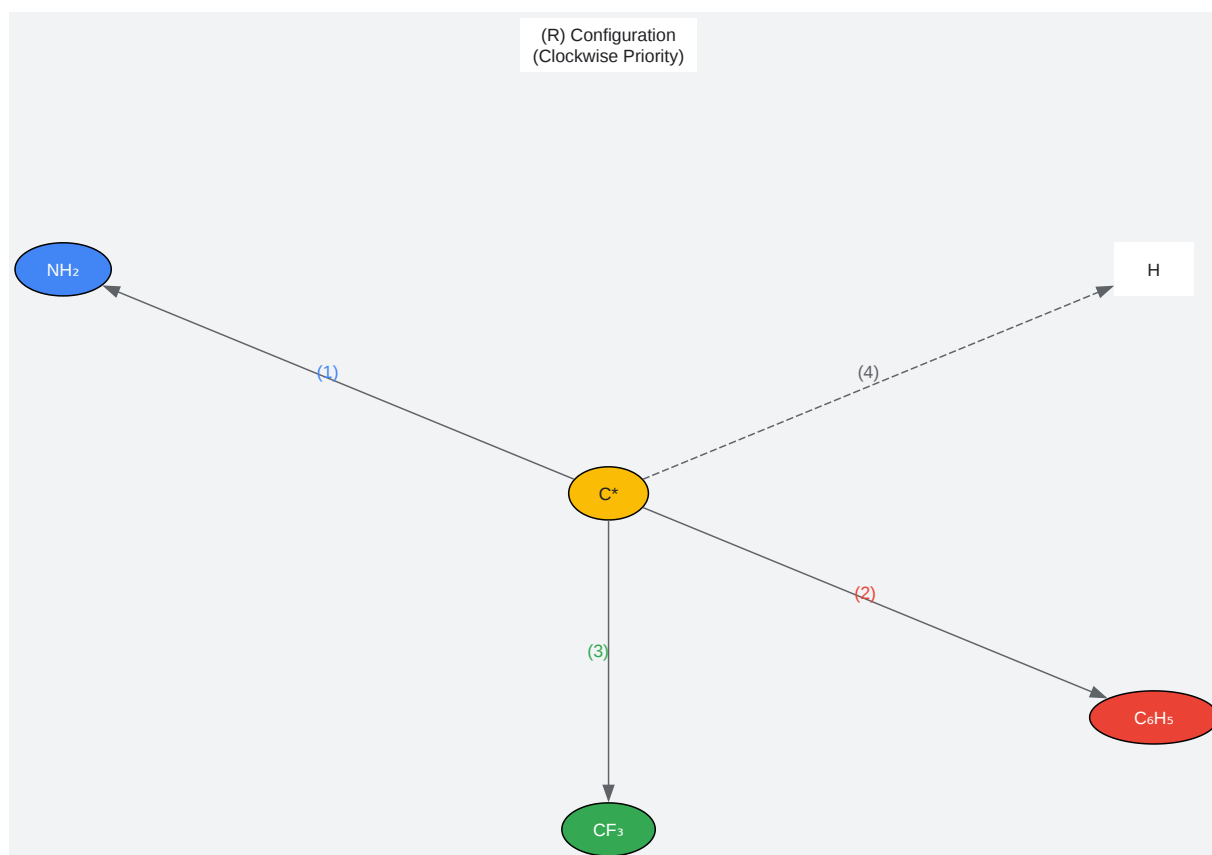 (R) Configuration
(Clockwise Priority)
NH₂
H
(1)
(4)
C*
(2)
(3)
C₆H₅
CF₃